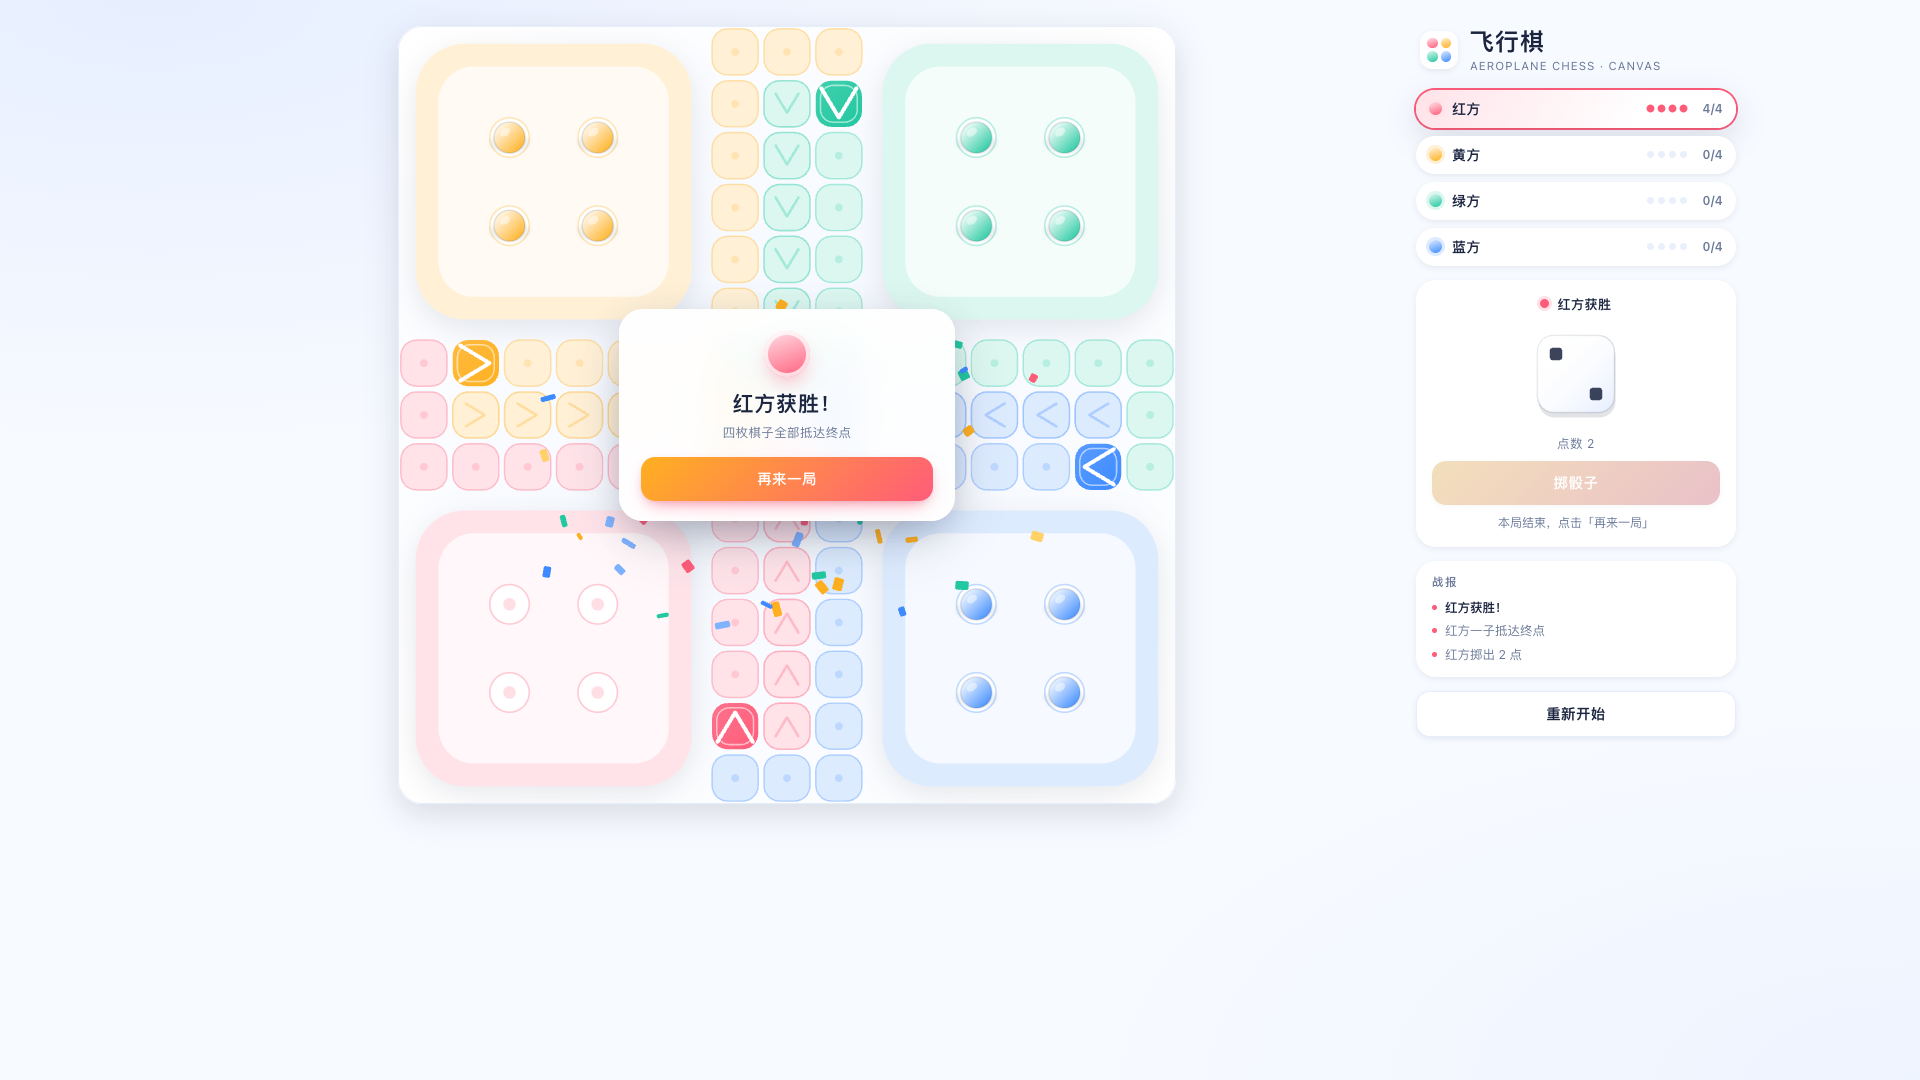 飞行棋
AEROPLANE CHESS · CANVAS
红方 4/4
黄方 0/4
绿方 0/4
蓝方 0/4
红方获胜
点数 2
掷骰子
本局结束，点击「再来一局」
战报
红方获胜！
红方一子抵达终点
红方掷出 2 点
重新开始
红方获胜！
四枚棋子全部抵达终点
再来一局